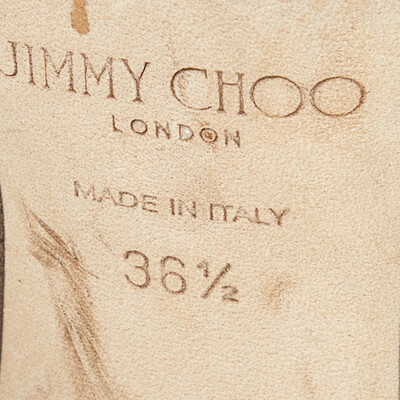 JIMMY CHOO
LONDON
MADE IN ITALY
36½